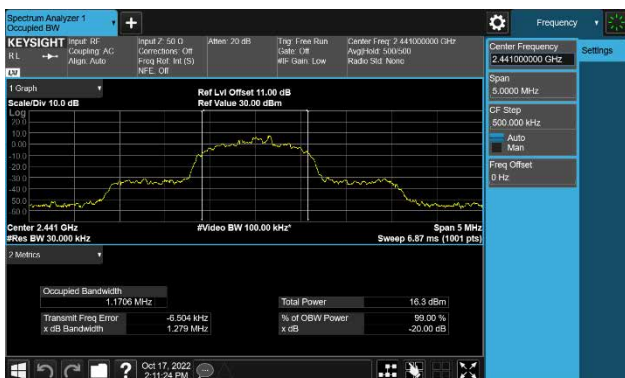 Spectrum Analyzer 1
Occupied BW
Frequency
KEYSIGHT
RL
Input: RF
Coupling: AC
Align: Auto
Input Z: 50 Ω
Corrections: Off
Freq Ref: Int (S)
NFE: Off
Atten: 20 dB
Trig: Free Run
Gate: Off
#IF Gain: Low
Center Freq: 2.441000000 GHz
Avg|Hold: 500/500
Radio Std: None
Center Frequency
2.441000000 GHz
Settings
Span
5.0000 MHz
CF Step
500.000 kHz
Auto
Man
Freq Offset
0 Hz
1 Graph
Scale/Div 10.0 dB
Ref Lvl Offset 11.00 dB
Ref Value 30.00 dBm
Log
20.0
10.0
0.00
-10.0
-20.0
-30.0
-40.0
-50.0
-60.0
Center 2.441 GHz
#Res BW 30.000 kHz
#Video BW 100.00 kHz*
Span 5 MHz
Sweep 6.87 ms (1001 pts)
2 Metrics
Occupied Bandwidth
1.1706 MHz
Total Power 16.3 dBm
Transmit Freq Error -6.504 kHz
% of OBW Power 99.00 %
x dB Bandwidth 1.279 MHz
x dB -20.00 dB
Oct 17, 2022
2:11:24 PM